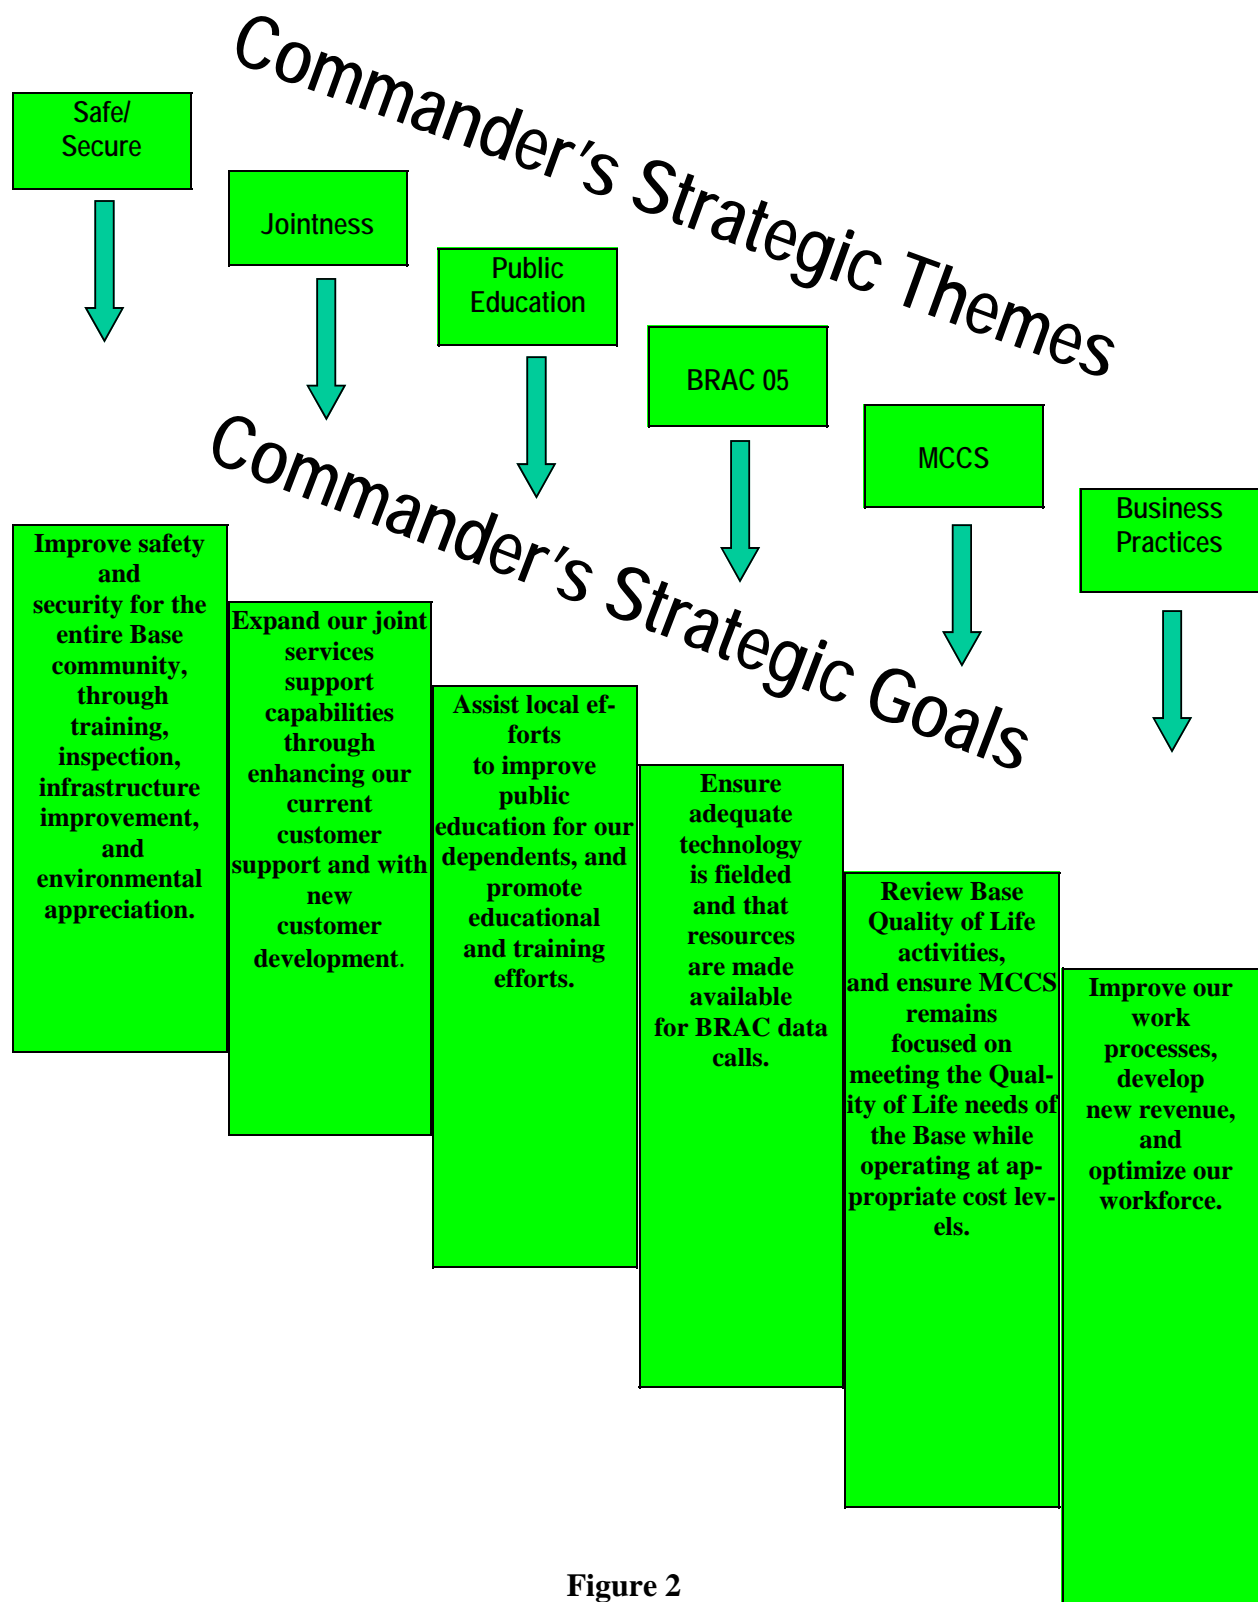 Commander's Strategic Themes
Safe/
Secure
Jointness
Public
Education
BRAC 05
MCCS
Business
Practices
Commander's Strategic Goals
Improve safety
and
security for the
entire Base
community,
through
training,
inspection,
infrastructure
improvement,
and
environmental
appreciation.
Expand our joint
services
support
capabilities
through
enhancing our
current
customer
support and with
new
customer
development.
Assist local ef-
forts
to improve
public
education for our
dependents, and
promote
educational
and training
efforts.
Ensure
adequate
technology
is fielded
and that
resources
are made
available
for BRAC data
calls.
Review Base
Quality of Life
activities,
and ensure MCCS
remains
focused on
meeting the Qual-
ity of Life needs of
the Base while
operating at ap-
propriate cost lev-
els.
Improve our
work
processes,
develop
new revenue,
and
optimize our
workforce.
Figure 2